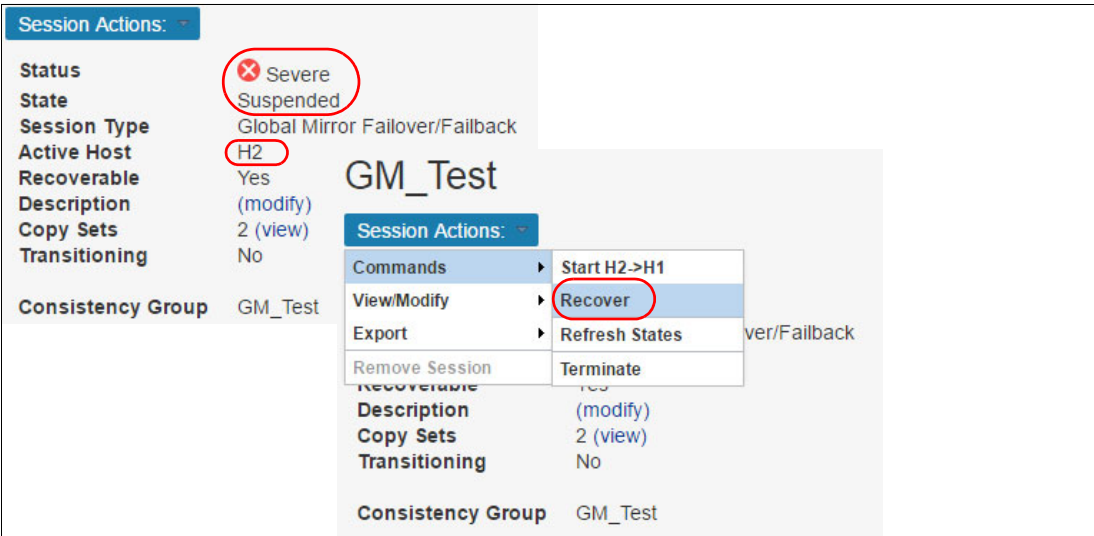 Session Actions:
Status Severe
State Suspended
Session Type Global Mirror Failover/Failback
Active Host H2
Recoverable Yes
Description (modify)
Copy Sets 2 (view)
Transitioning No
Consistency Group GM_Test
GM_Test
Session Actions:
Commands Start H2->H1
View/Modify Recover
Export Refresh States ver/Failback
Remove Session Terminate
Recoverable Yes
Description (modify)
Copy Sets 2 (view)
Transitioning No
Consistency Group GM_Test